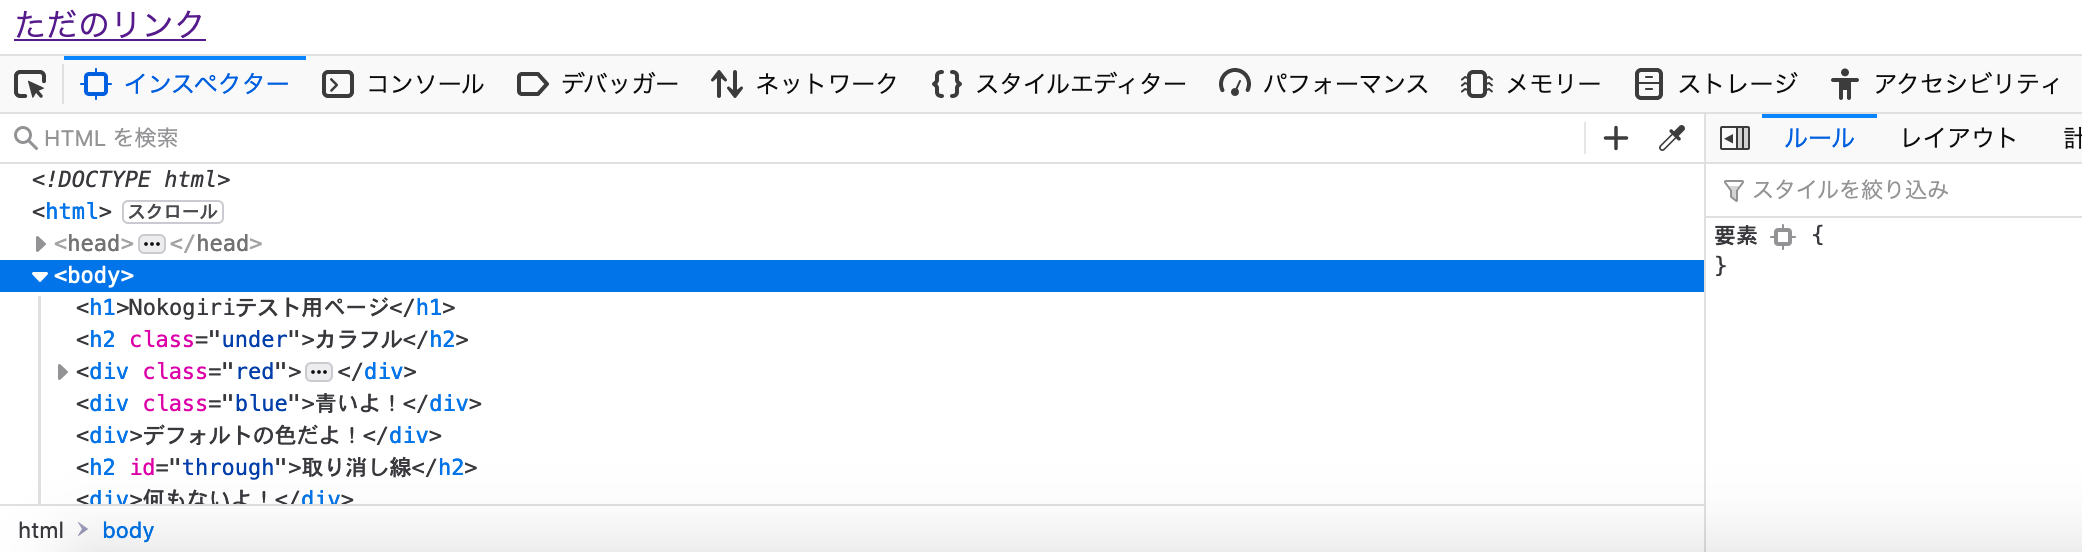 ただのリンク
インスペクター コンソール デバッガー ネットワーク スタイルエディター パフォーマンス メモリー ストレージ アクセシビリティ
HTML を検索
ルール レイアウト 計
スタイルを絞り込み
<!DOCTYPE html>
<html> スクロール
<head> ••• </head>
<body>
<h1>Nokogiriテスト用ページ</h1>
<h2 class="under">カラフル</h2>
<div class="red"> ••• </div>
<div class="blue">青いよ！</div>
<div>デフォルトの色だよ！</div>
<h2 id="through">取り消し線</h2>
<div>何もないよ！</div>
要素 {
}
html > body